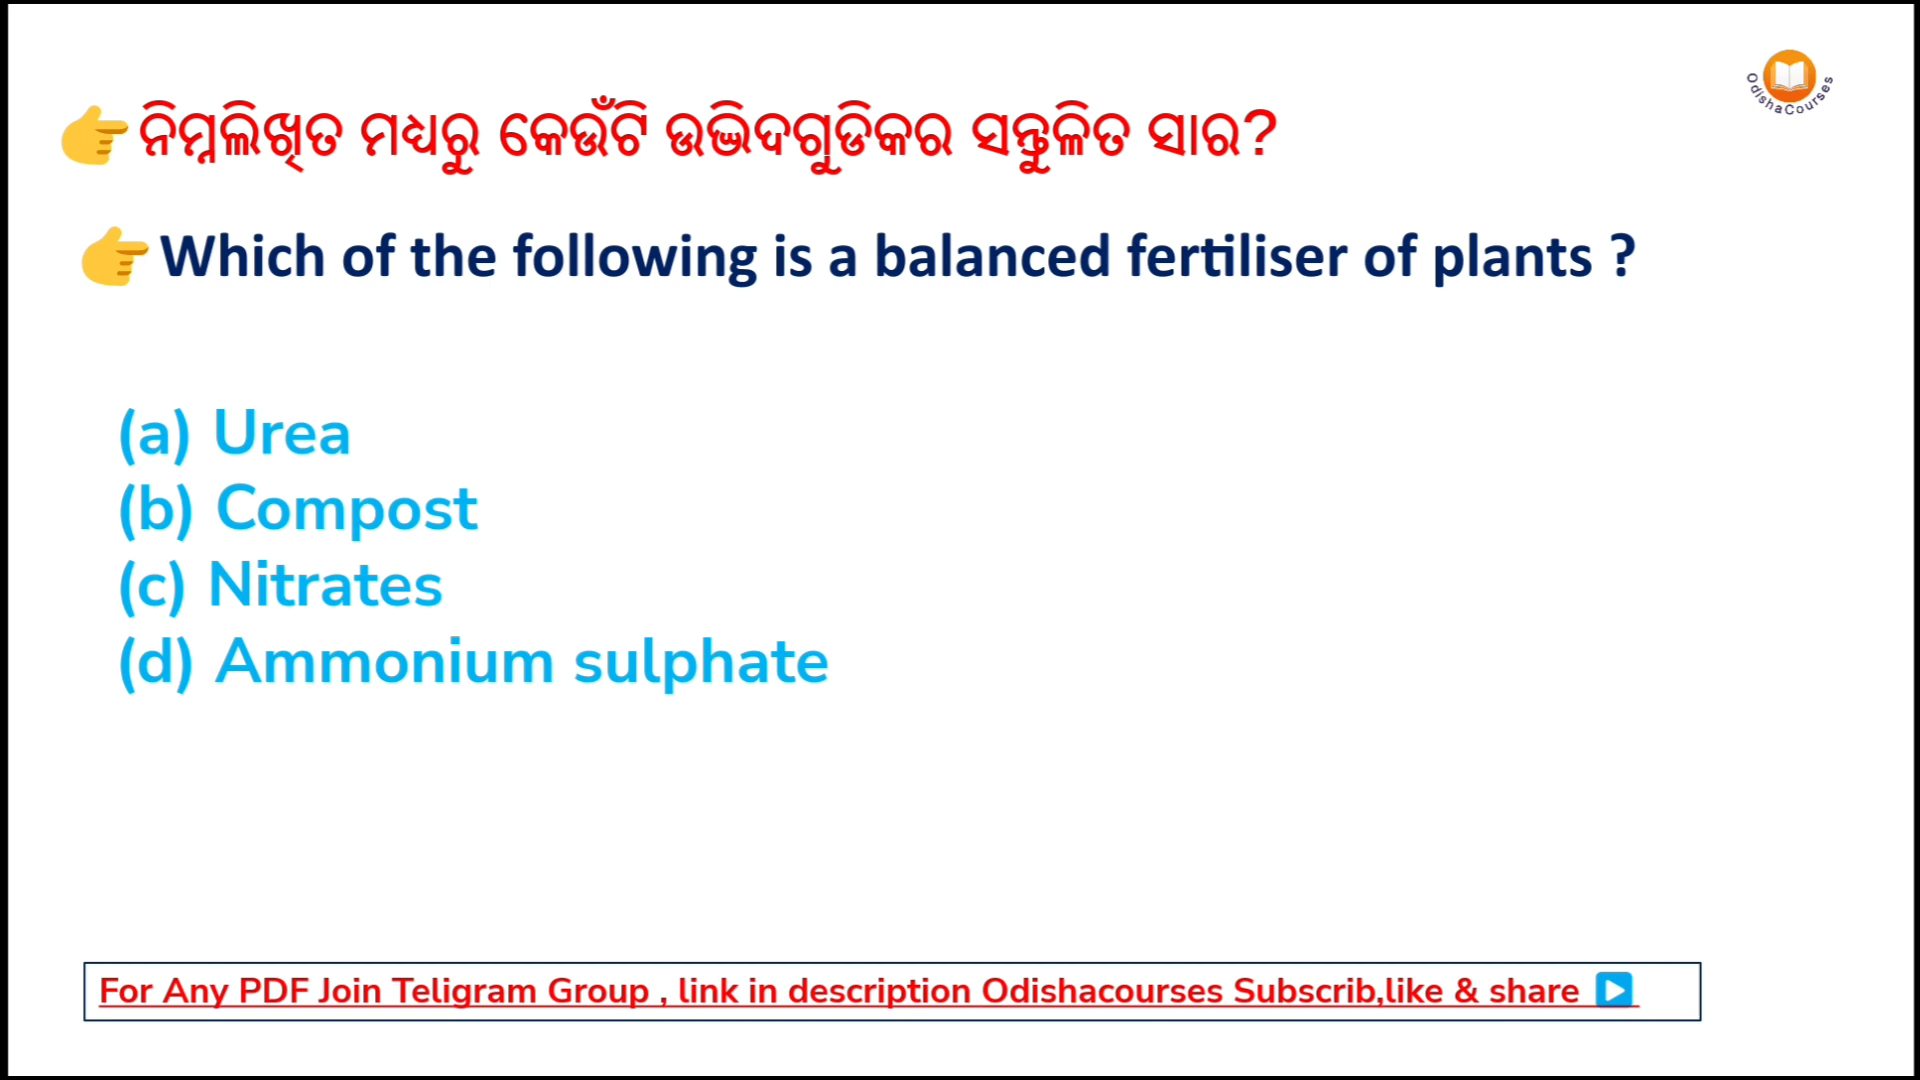 OdishaCourses
👉ନିମ୍ନଲିଖିତ ମଧ୍ୟରୁ କେଉଁଟି ଉଦ୍ଭିଦଗୁଡିକର ସନ୍ତୁଳିତ ସାର?
👉Which of the following is a balanced fertiliser of plants ?
(a) Urea
(b) Compost
(c) Nitrates
(d) Ammonium sulphate
For Any PDF Join Teligram Group , link in description Odishacourses Subscrib,like & share ▶️